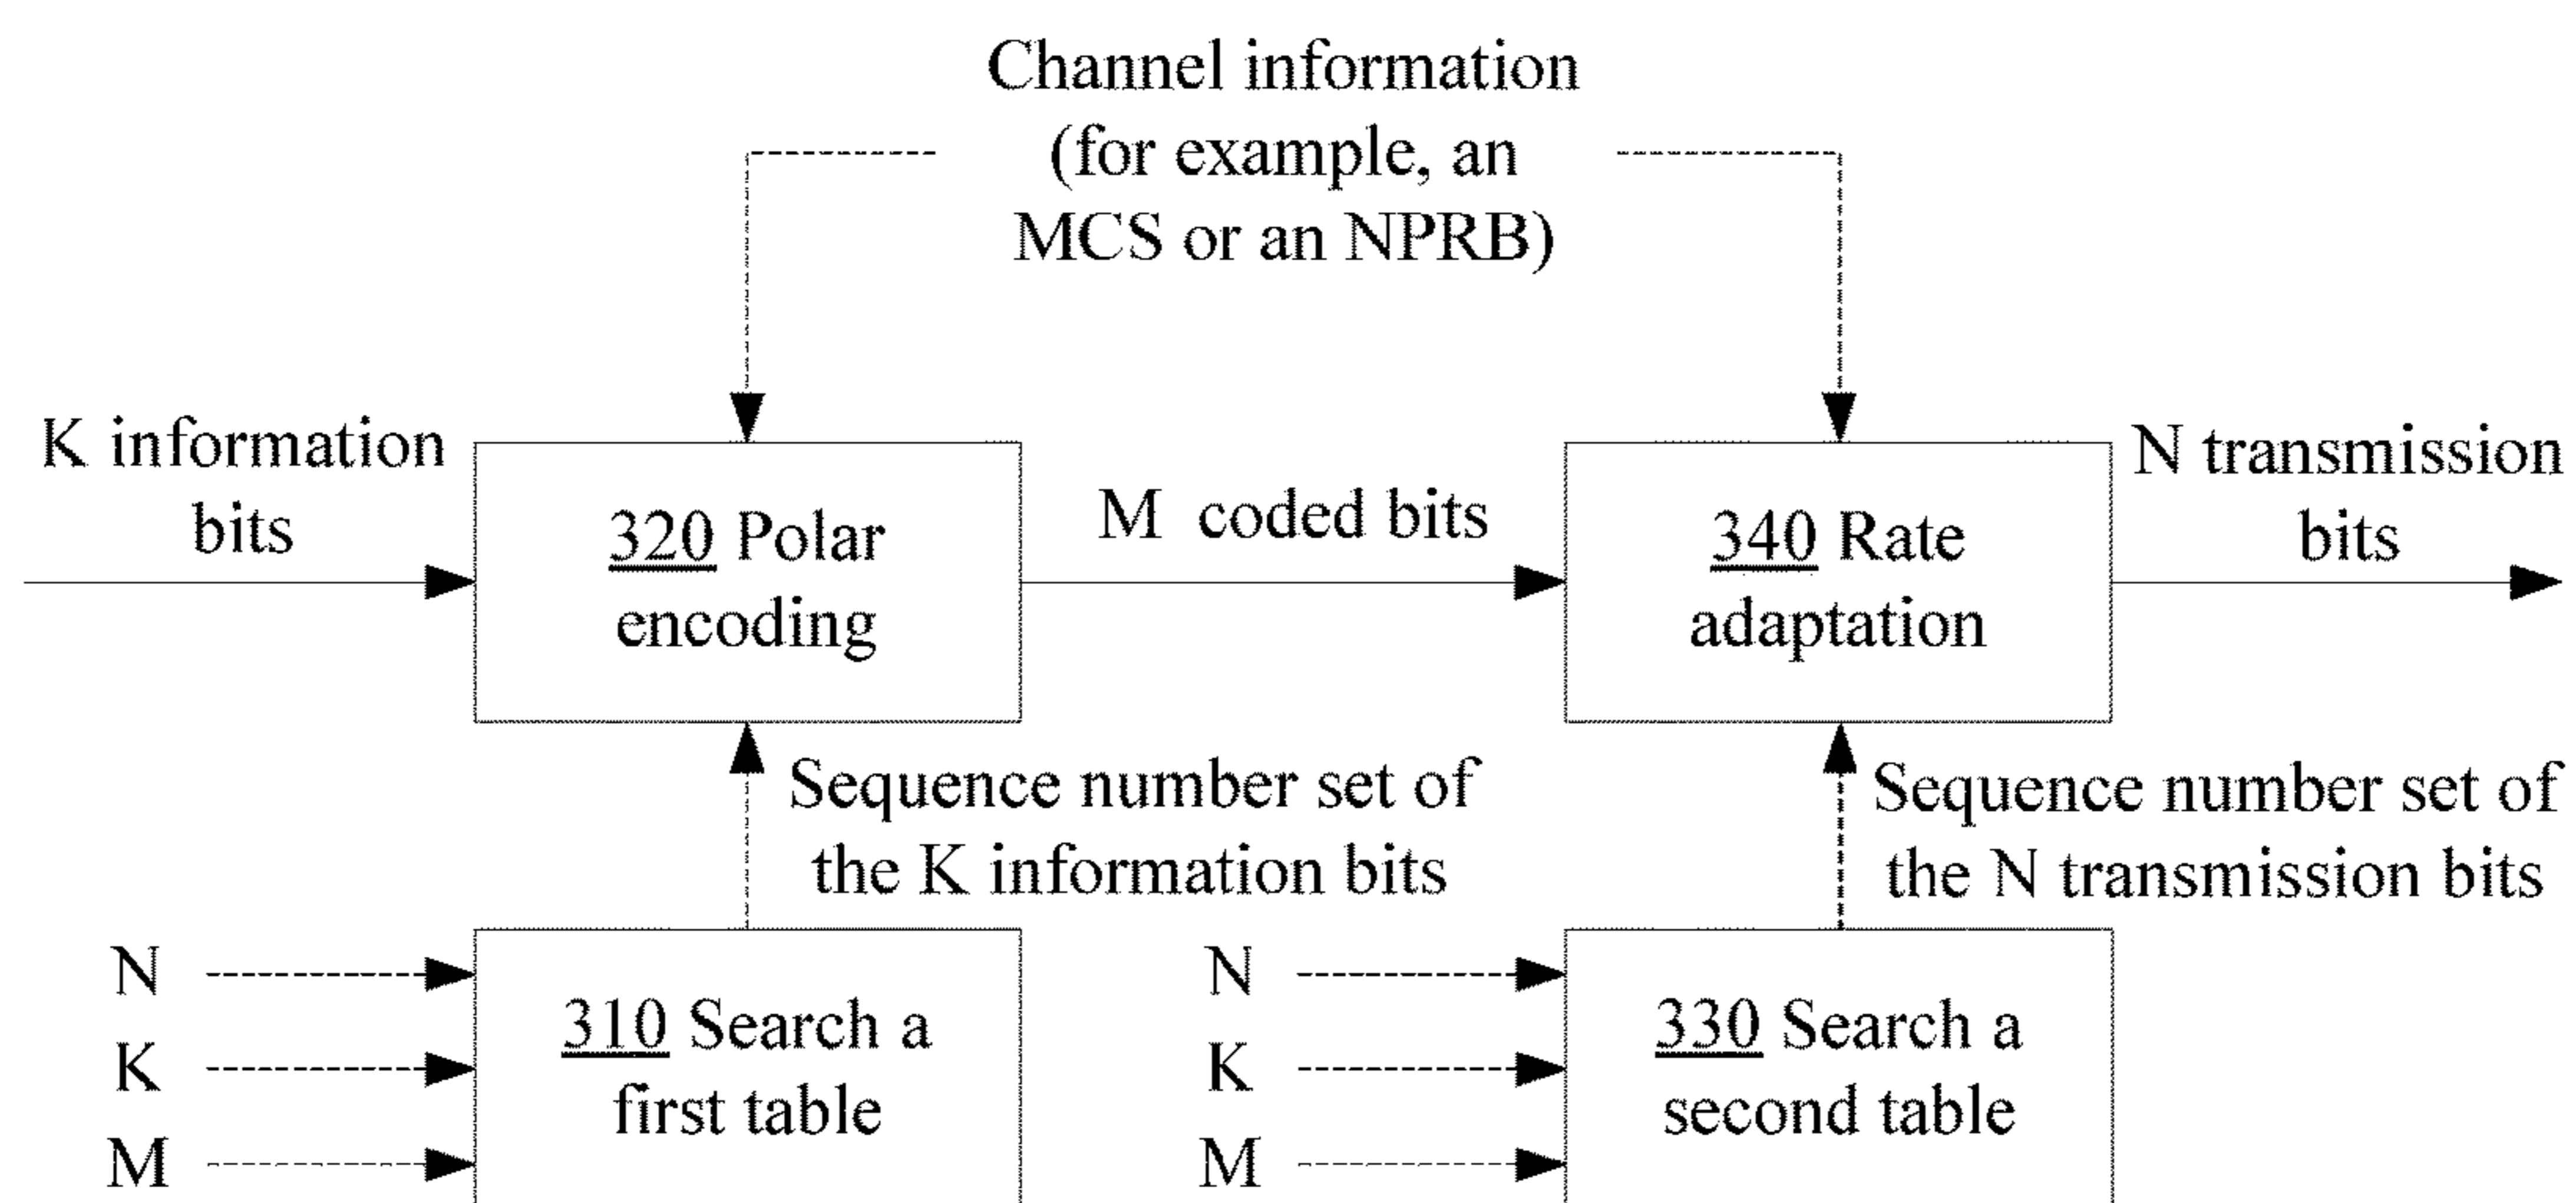 Channel information
(for example, an
MCS or an NPRB)
K information
bits
320 Polar
encoding
M coded bits
340 Rate
adaptation
N transmission
bits
Sequence number set of
the K information bits
Sequence number set of
the N transmission bits
N
K
M
310 Search a
first table
N
K
M
330 Search a
second table